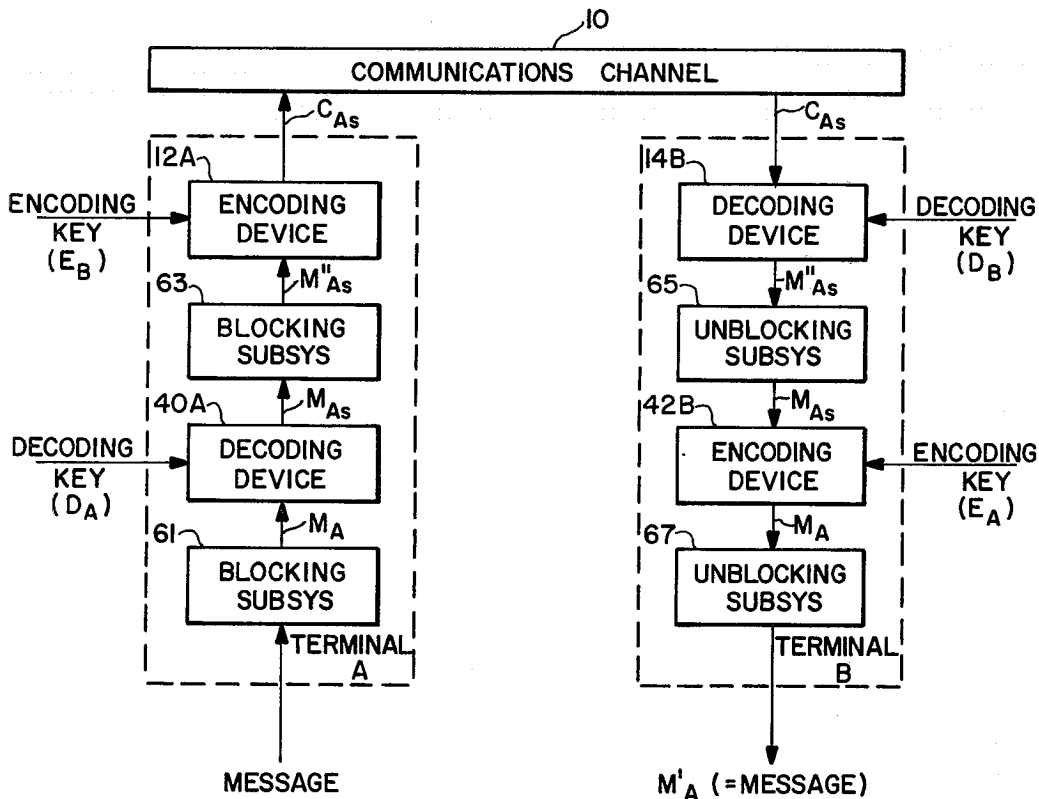 10
COMMUNICATIONS CHANNEL
C_As
C_As
12A
ENCODING
DEVICE
ENCODING
KEY
(E_B)
M"_As
63
BLOCKING
SUBSYS
M_As
40A
DECODING
DEVICE
DECODING
KEY
(D_A)
M_A
61
BLOCKING
SUBSYS
TERMINAL
A
MESSAGE
14B
DECODING
DEVICE
DECODING
KEY
(D_B)
M"_As
65
UNBLOCKING
SUBSYS
M_As
42B
ENCODING
DEVICE
ENCODING
KEY
(E_A)
M_A
67
UNBLOCKING
SUBSYS
TERMINAL
B
M'_A (=MESSAGE)